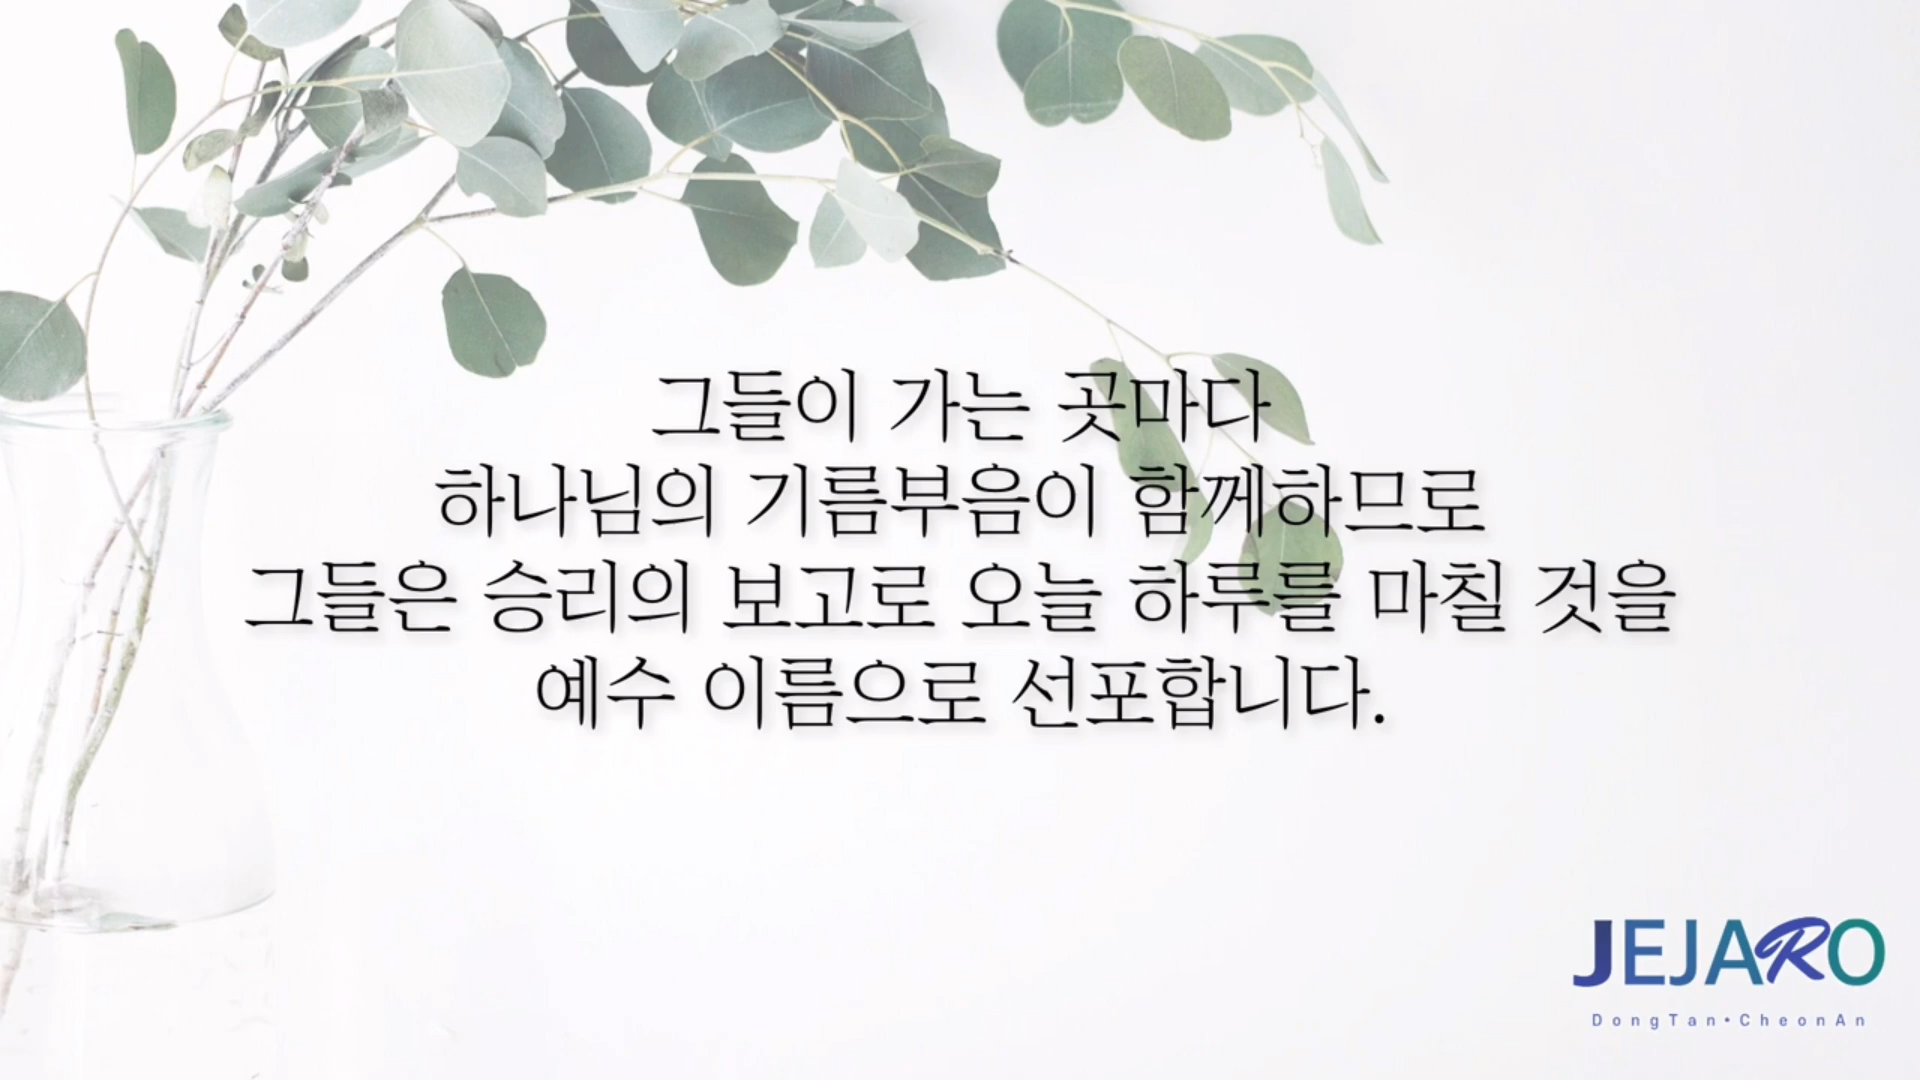 그들이 가는 곳마다
하나님의 기름부음이 함께하므로
그들은 승리의 보고로 오늘 하루를 마칠 것을
예수 이름으로 선포합니다.
JEJARO
DongTan•CheonAn